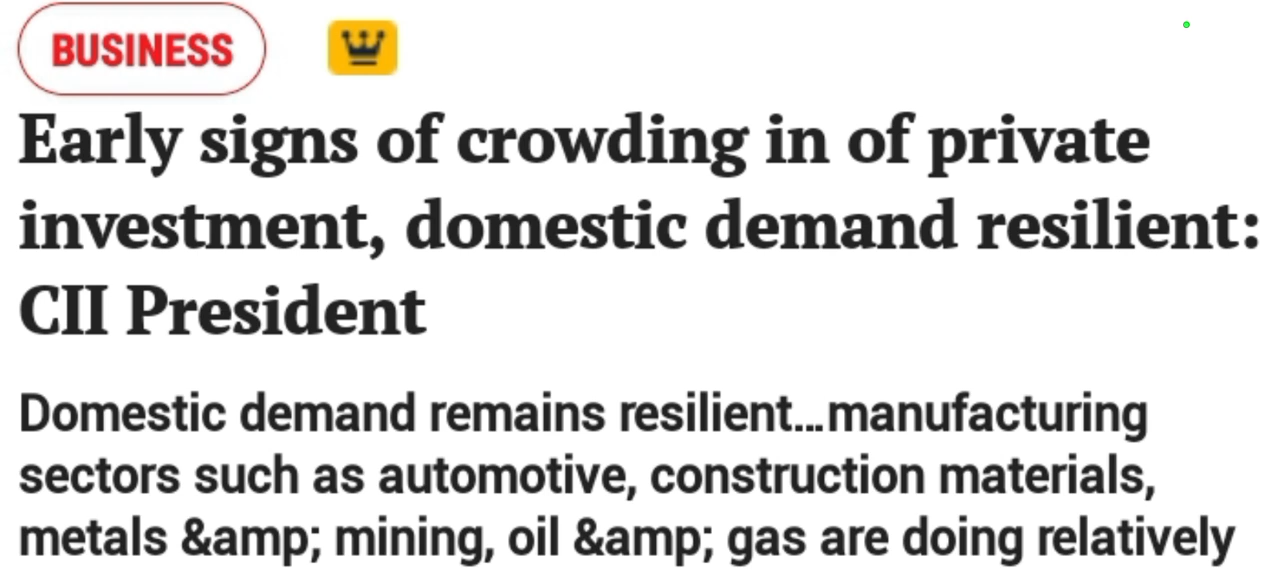 BUSINESS
Early signs of crowding in of private
investment, domestic demand resilient:
CII President
Domestic demand remains resilient...manufacturing
sectors such as automotive, construction materials,
metals &amp; mining, oil &amp; gas are doing relatively